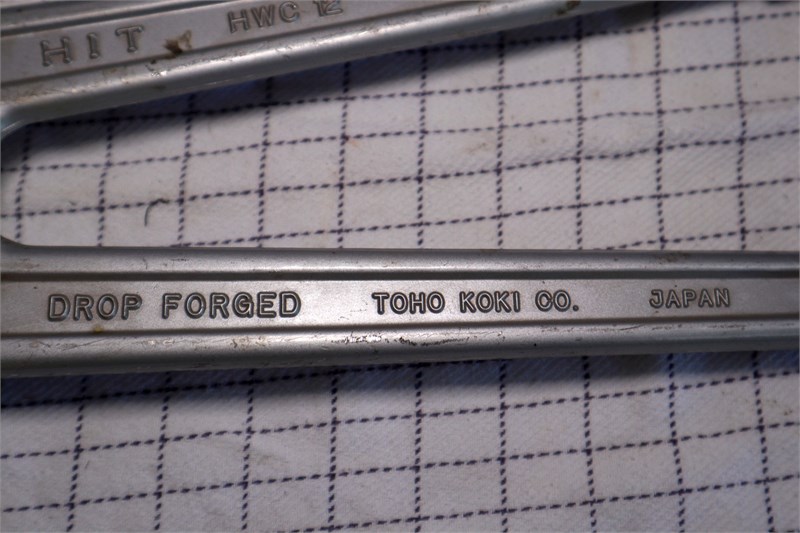 HIT HWC 12
DROP FORGED TOHO KOKI CO. JAPAN